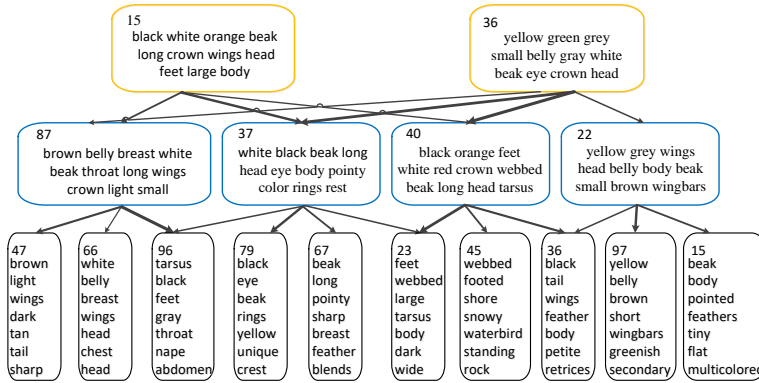 15
black white orange beak
long crown wings head
feet large body
36
yellow green grey
small belly gray white
beak eye crown head
87
brown belly breast white
beak throat long wings
crown light small
37
white black beak long
head eye body pointy
color rings rest
40
black orange feet
white red crown webbed
beak long head tarsus
22
yellow grey wings
head belly body beak
small brown wingbars
47
brown
light
wings
dark
tan
tail
sharp
66
white
belly
breast
wings
head
chest
head
96
tarsus
black
feet
gray
throat
nape
abdomen
79
black
eye
beak
rings
yellow
unique
crest
67
beak
long
pointy
sharp
breast
feather
blends
23
feet
webbed
large
tarsus
body
dark
wide
45
webbed
footed
shore
snowy
waterbird
standing
rock
36
black
tail
wings
feather
body
petite
retrices
97
yellow
belly
brown
short
wingbars
greenish
secondary
15
beak
body
pointed
feathers
tiny
flat
multicolored